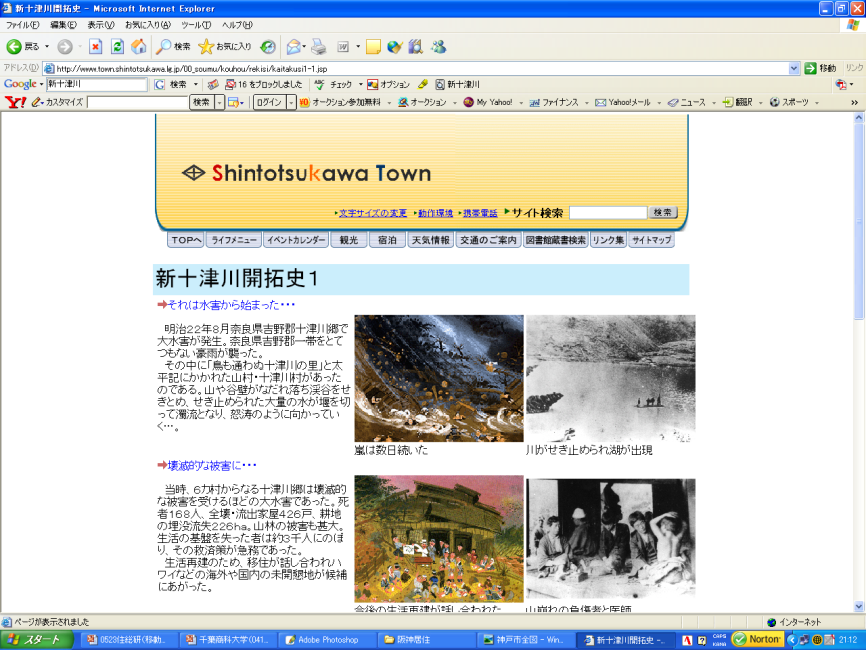 新十津川開拓史 - Microsoft Internet Explorer
ファイル(F) 編集(E) 表示(V) お気に入り(A) ツール(T) ヘルプ(H)
戻る 検索 お気に入り
アドレス(D) http://www.town.shintotsukawa.lg.jp/00_soumu/kouhou/rekisi/kaitakusi1-1.jsp 移動 リンク
Google 新十津川 検索 16 をブロックしました チェック オプション 新十津川
Y! カスタマイズ 検索 ログイン オークション参加無料 オークション My Yahoo! ファイナンス Yahoo!メール ニュース 翻訳 スポーツ »
Shintotsukawa Town
文字サイズの変更 動作環境 携帯電話 サイト検索 検索
TOPへ ライフメニュー イベントカレンダー 観光 宿泊 天気情報 交通のご案内 図書館蔵書検索 リンク集 サイトマップ
新十津川開拓史1
それは水害から始まった・・・
明治22年8月奈良県吉野郡十津川郷で
大水害が発生。奈良県吉野郡一帯をとて
つもない豪雨が襲った。
その中に「鳥も通わぬ十津川の里」と太
平記にかかれた山村・十津川村があった
のである。山や谷壁がなだれ落ち渓谷をせ
きとめ、せき止められた大量の水が堰を切
って濁流となり、怒涛のように向かってい
く…。
嵐は数日続いた
川がせき止められ湖が出現
壊滅的な被害に・・・
当時、6カ村からなる十津川郷は壊滅的
な被害を受けるほどの大水害であった。死
者168人、全壊・流出家屋426戸、耕地
の埋没流失226ha。山林の被害も甚大。
生活の基盤を失った者は約3千人にのぼ
り、その救済策が急務であった。
生活再建のため、移住が話し合われハ
ワイなどの海外や国内の未開懇地が候補
にあがった。
今後の生活再建が話し合われた
山崩れの負傷者と医師
ページが表示されました インターネット
スタート 0523住総研(移動... 千葉商科大学(041... Adobe Photoshop 阪神居住 神戸市全図 - Win... 新十津川開拓史 -... A CAPS KANA Norton 21:12